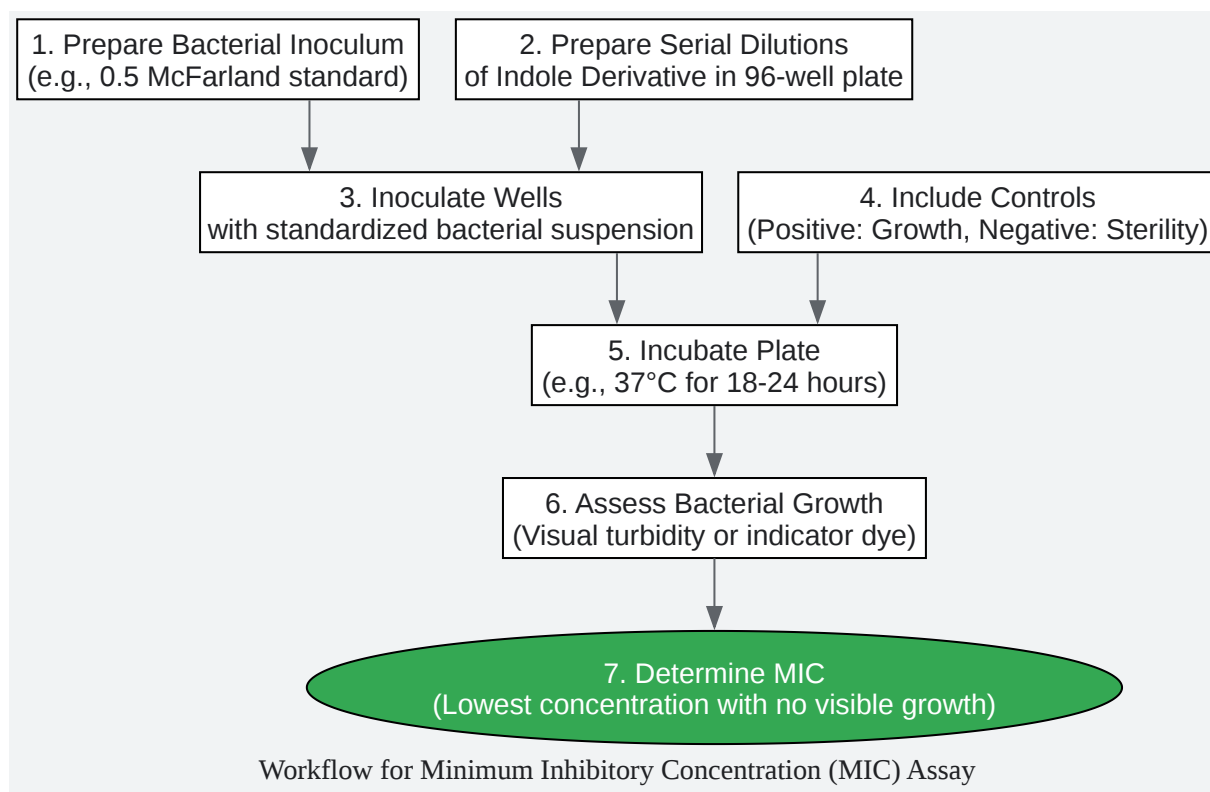 1. Prepare Bacterial Inoculum
(e.g., 0.5 McFarland standard)
2. Prepare Serial Dilutions
of Indole Derivative in 96-well plate
3. Inoculate Wells
with standardized bacterial suspension
4. Include Controls
(Positive: Growth, Negative: Sterility)
5. Incubate Plate
(e.g., 37°C for 18-24 hours)
6. Assess Bacterial Growth
(Visual turbidity or indicator dye)
7. Determine MIC
(Lowest concentration with no visible growth)
Workflow for Minimum Inhibitory Concentration (MIC) Assay